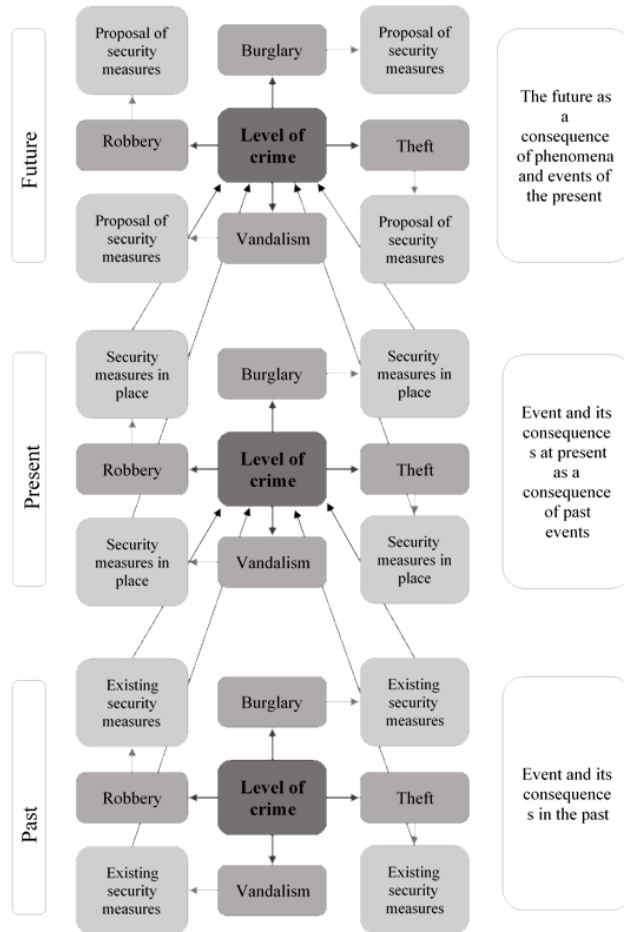 Future
Proposal of
security
measures
Burglary
Proposal of
security
measures
Robbery
Level of
crime
Theft
Proposal of
security
measures
Vandalism
Proposal of
security
measures
The future as
a
consequence
of phenomena
and events of
the present
Present
Security
measures in
place
Burglary
Security
measures in
place
Robbery
Level of
crime
Theft
Security
measures in
place
Vandalism
Security
measures in
place
Event and its
consequence
s at present
as a
consequence
of past
events
Past
Existing
security
measures
Burglary
Existing
security
measures
Robbery
Level of
crime
Theft
Existing
security
measures
Vandalism
Existing
security
measures
Event and its
consequence
s in the past